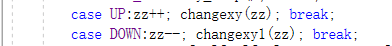 case UP:zz++; changexy(zz); break;
case DOWN:zz--; changexy1(zz); break;